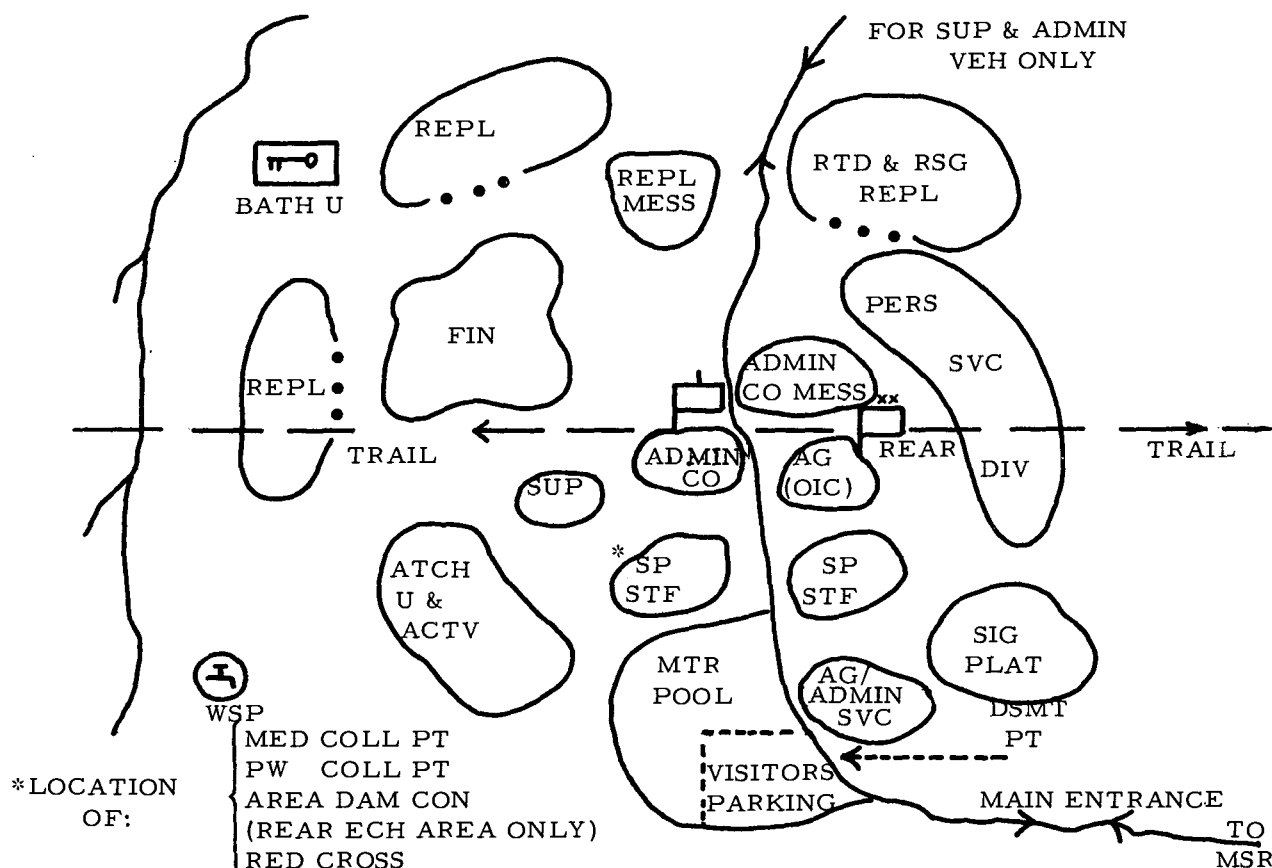 FOR SUP & ADMIN
VEH ONLY
REPL
BATH U
REPL
MESS
RTD & RSG
REPL
PERS
SVC
DIV
FIN
REPL
ADMIN
CO MESS
xx
TRAIL
ADMIN
CO
AG
(OIC)
REAR
TRAIL
SUP
* SP
STF
SP
STF
ATCH
U &
ACTV
SIG
PLAT
MTR
POOL
AG/
ADMIN
SVC
DSMT
PT
WSP
VISITORS
PARKING
MAIN ENTRANCE
TO
MSR
*LOCATION
OF:
MED COLL PT
PW COLL PT
AREA DAM CON
(REAR ECH AREA ONLY)
RED CROSS